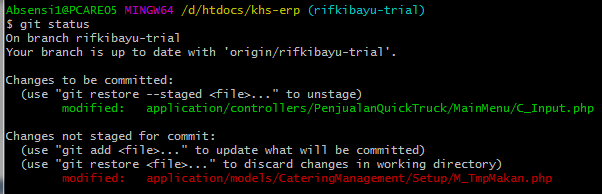 Absensi1@PCARE05 MINGW64 /d/htdocs/khs-erp (rifkibayu-trial)
$ git status
On branch rifkibayu-trial
Your branch is up to date with 'origin/rifkibayu-trial'.
Changes to be committed:
(use "git restore --staged <file>..." to unstage)
modified: application/controllers/PenjualanQuickTruck/MainMenu/C_Input.php
Changes not staged for commit:
(use "git add <file>..." to update what will be committed)
(use "git restore <file>..." to discard changes in working directory)
modified: application/models/CateringManagement/Setup/M_TmpMakan.php